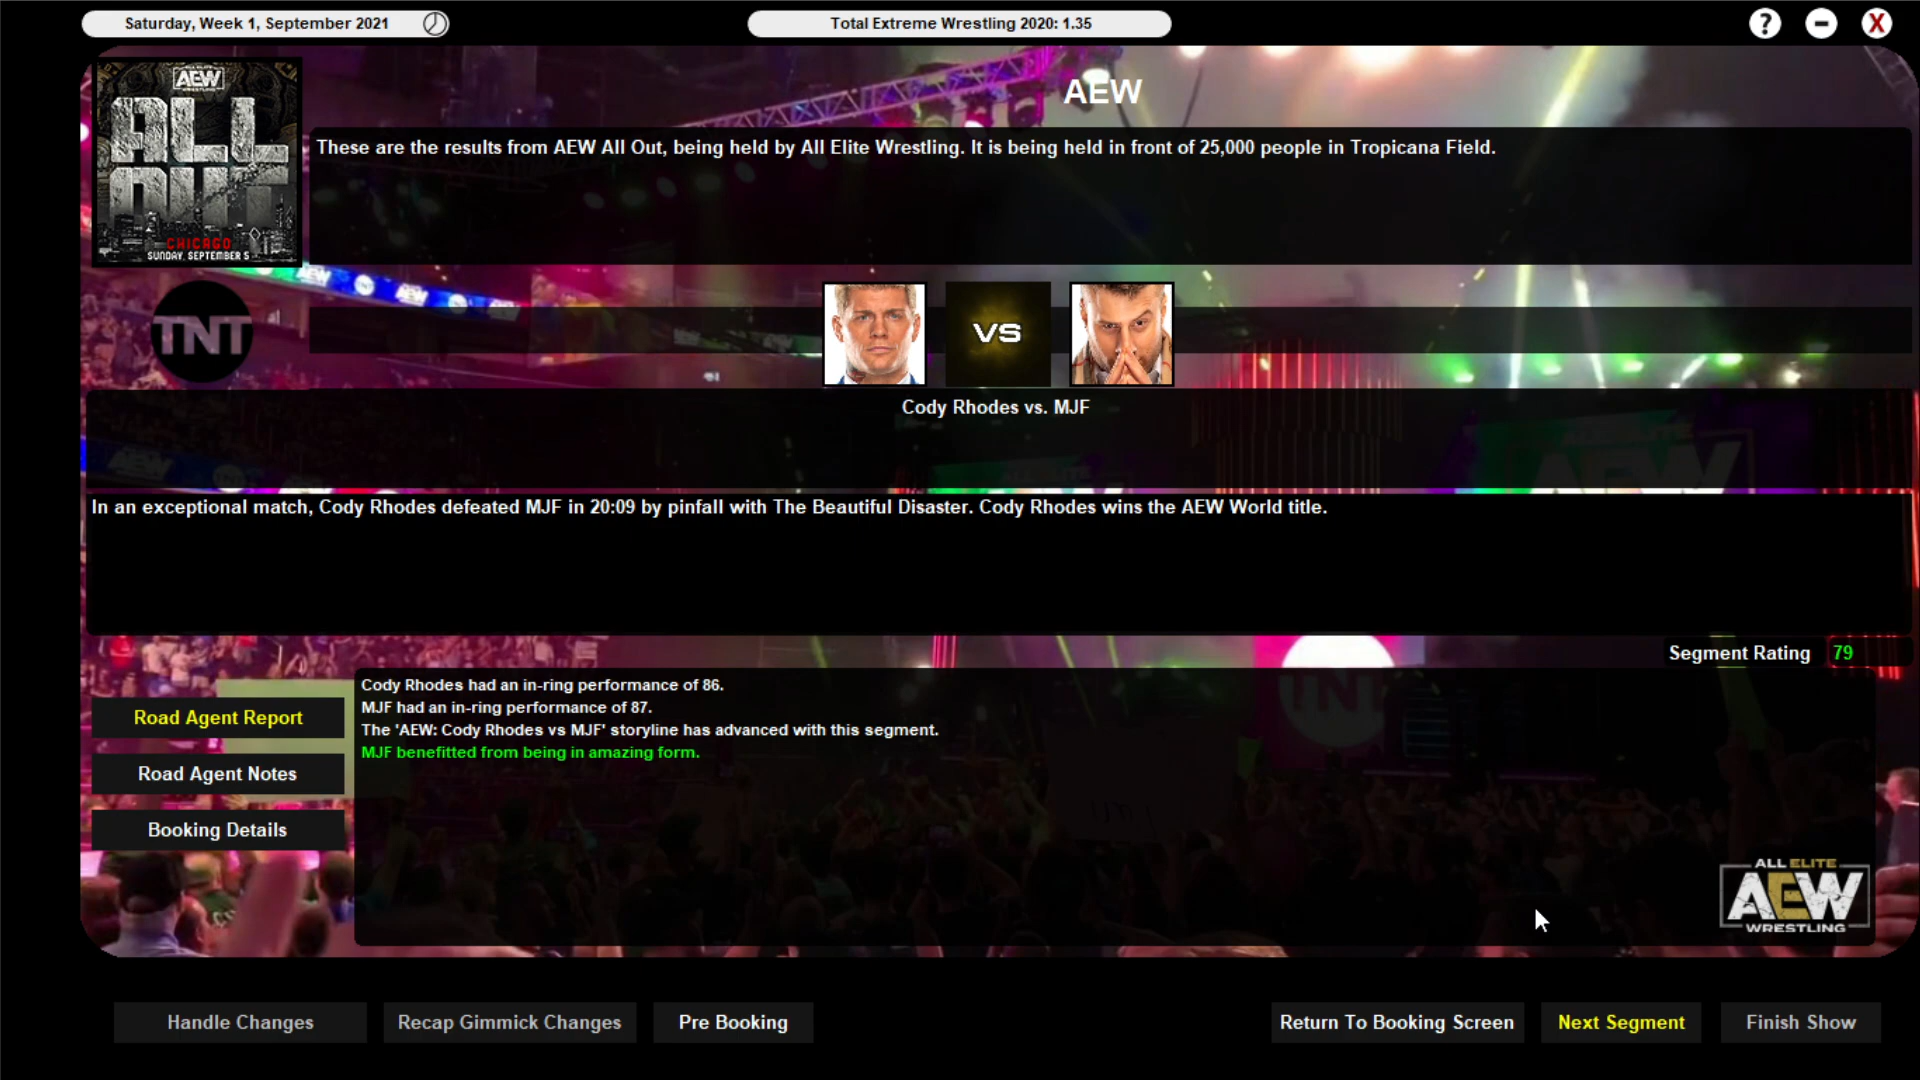 Saturday, Week 1, September 2021
Total Extreme Wrestling 2020: 1.35
?
X
ALL ELITE
AEW
WRESTLING
ALL
OUT
CHICAGO
SUNDAY, SEPTEMBER 5
AEW
These are the results from AEW All Out, being held by All Elite Wrestling. It is being held in front of 25,000 people in Tropicana Field.
TNT
VS
Cody Rhodes vs. MJF
In an exceptional match, Cody Rhodes defeated MJF in 20:09 by pinfall with The Beautiful Disaster. Cody Rhodes wins the AEW World title.
Segment Rating 79
Road Agent Report
Road Agent Notes
Booking Details
Cody Rhodes had an in-ring performance of 86.
MJF had an in-ring performance of 87.
The 'AEW: Cody Rhodes vs MJF' storyline has advanced with this segment.
MJF benefitted from being in amazing form.
ALL ELITE
AEW
WRESTLING
Handle Changes
Recap Gimmick Changes
Pre Booking
Return To Booking Screen
Next Segment
Finish Show